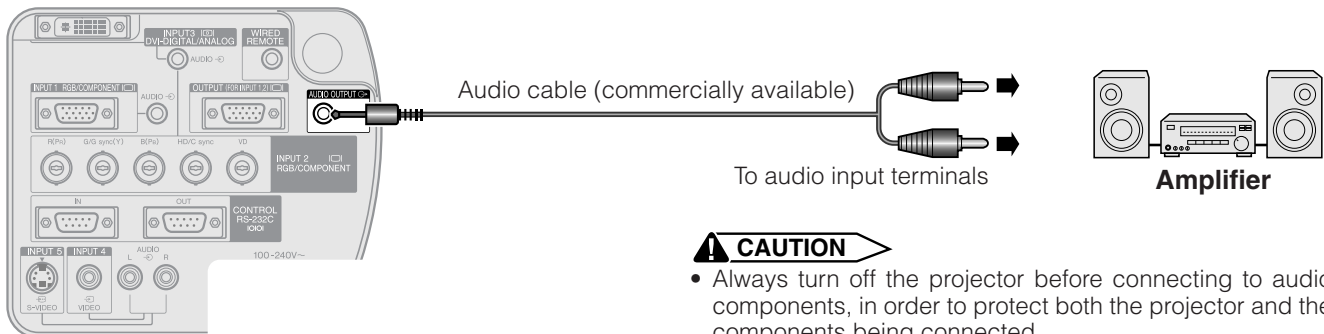 INPUT3
DVI-DIGITAL/ANALOG
WIRED
REMOTE
AUDIO
INPUT 1 RGB/COMPONENT
AUDIO
OUTPUT (FOR INPUT 1,2)
AUDIO OUTPUT
R(PR)
G/G sync(Y)
B(PB)
HD/C sync
VD
INPUT 2
RGB/COMPONENT
IN
OUT
CONTROL
RS-232C
IOIOI
INPUT 5
INPUT 4
AUDIO
L
R
S-VIDEO
VIDEO
100-240V~
Audio cable (commercially available)
To audio input terminals
Amplifier
CAUTION
• Always turn off the projector before connecting to audio
components, in order to protect both the projector and the
components being connected.